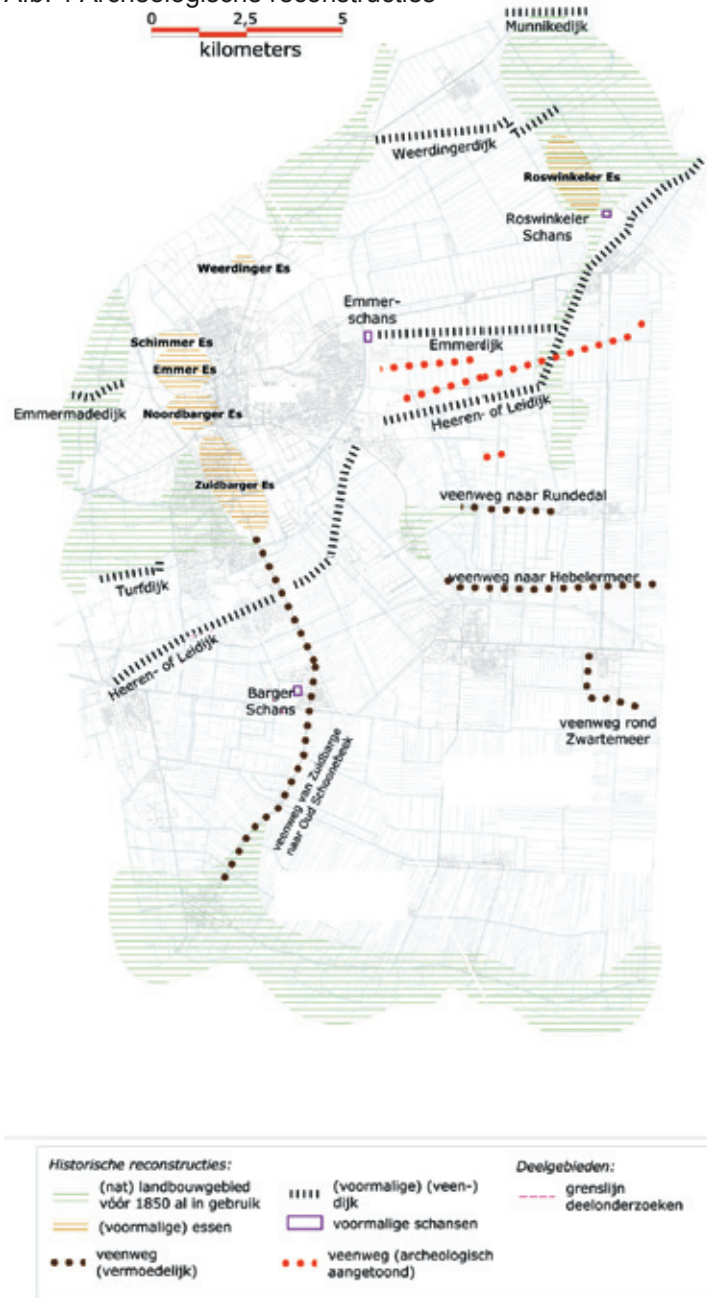 0 2,5 5
kilometers
Munnikedijk
Weerdingerdijk
Roswinkeler Es
Roswinkeler
Schans
Weerdinger Es
Emmer-
schans
Emmerdijk
Schimmer Es
Emmer Es
Emmermadedijk
Noordbarger Es
Heeren- of Leidijk
Zuidbarger Es
veenweg naar Rundedal
veenweg naar Hebelermeer
Turfdijk
Heeren- of Leidijk
Barger
Schans
veenweg rond
Zwartemeer
veenweg van Zuidbarge
naar Oud Schoonebeek
Historische reconstructies:
(nat) landbouwgebied
vóór 1850 al in gebruik
(voormalige) essen
veenweg
(vermoedelijk)
(voormalige) (veen-)
dijk
voormalige schansen
veenweg (archeologisch
aangetoond)
Deelgebieden:
grenslijn
deelonderzoeken